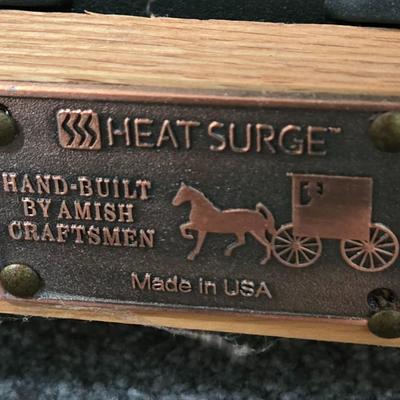 HEAT SURGE™
HAND-BUILT
BY AMISH
CRAFTSMEN
Made in USA